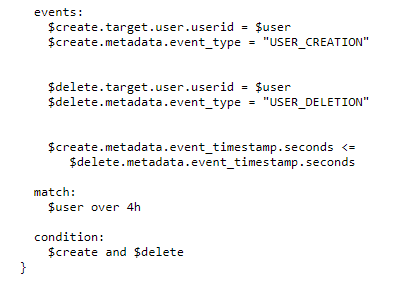 events:
$create.target.user.userid = $user
$create.metadata.event_type = "USER_CREATION"
$delete.target.user.userid = $user
$delete.metadata.event_type = "USER_DELETION"
$create.metadata.event_timestamp.seconds <=
$delete.metadata.event_timestamp.seconds
match:
$user over 4h
condition:
$create and $delete
}